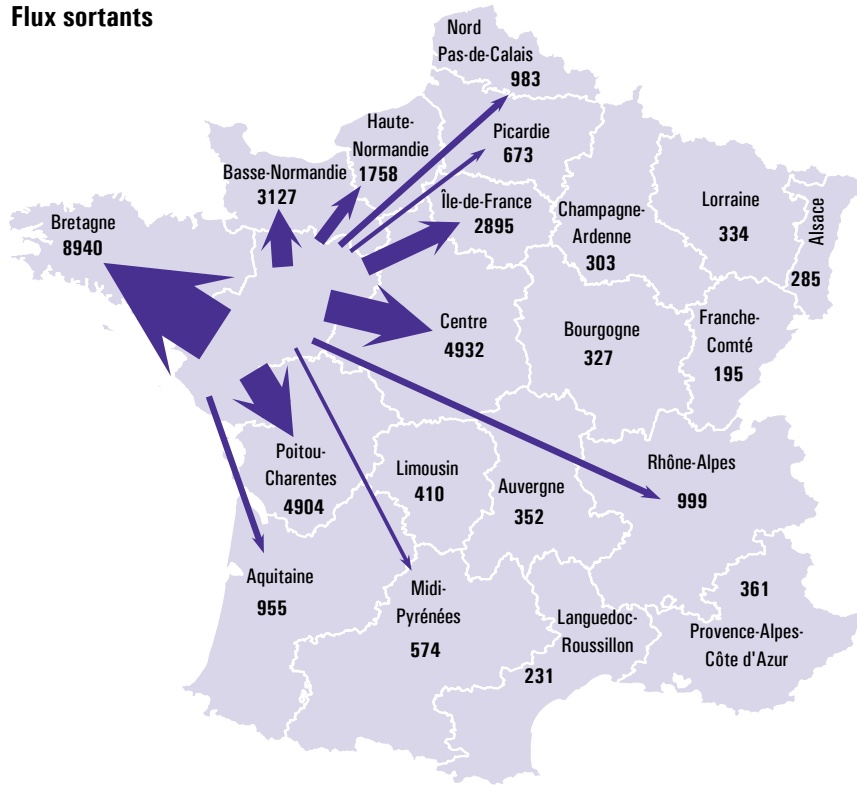 Flux sortants
Nord
Pas-de-Calais
983
Haute-
Normandie
1758
Picardie
673
Basse-Normandie
3127
Île-de-France
2895
Champagne-
Ardenne
303
Lorraine
334
Alsace
285
Bretagne
8940
Centre
4932
Bourgogne
327
Franche-
Comté
195
Poitou-
Charentes
4904
Limousin
410
Auvergne
352
Rhône-Alpes
999
Aquitaine
955
Midi-
Pyrénées
574
Languedoc-
Roussillon
231
361
Provence-Alpes-
Côte d'Azur